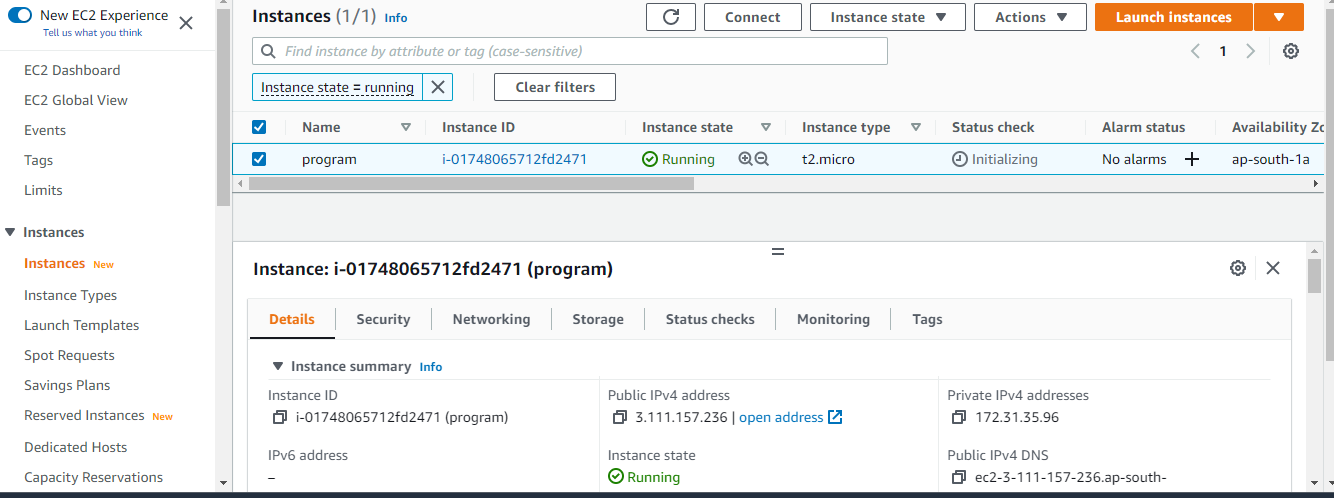 New EC2 Experience
Tell us what you think
EC2 Dashboard
EC2 Global View
Events
Tags
Limits
Instances
Instances New
Instance Types
Launch Templates
Spot Requests
Savings Plans
Reserved Instances New
Dedicated Hosts
Capacity Reservations
Instances (1/1) Info
Connect
Instance state
Actions
Launch instances
Find instance by attribute or tag (case-sensitive)
1
Instance state = running
Clear filters
Name Instance ID Instance state Instance type Status check Alarm status Availability Zo
program i-01748065712fd2471 Running t2.micro Initializing No alarms ap-south-1a
Instance: i-01748065712fd2471 (program)
Details Security Networking Storage Status checks Monitoring Tags
Instance summary Info
Instance ID Public IPv4 address Private IPv4 addresses
i-01748065712fd2471 (program) 3.111.157.236 | open address 172.31.35.96
IPv6 address Instance state Public IPv4 DNS
– Running ec2-3-111-157-236.ap-south-